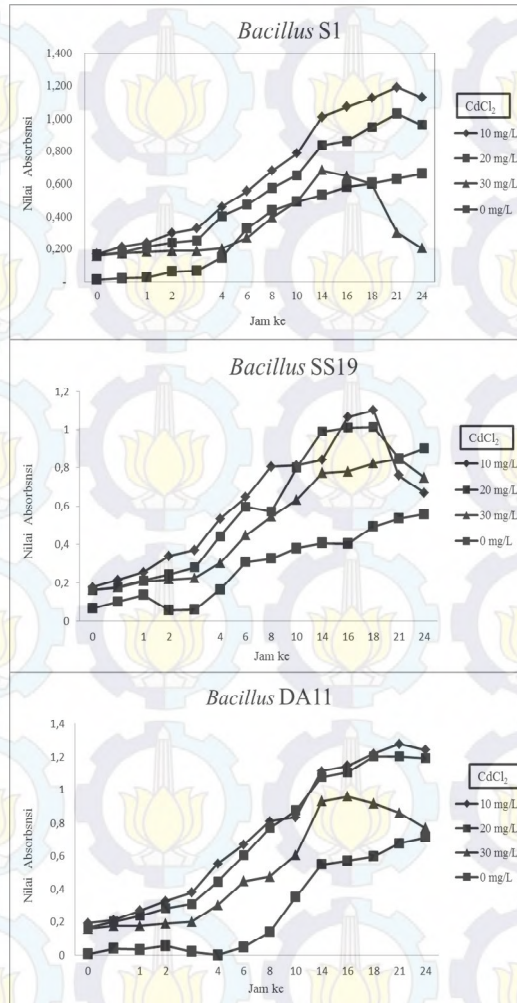 Bacillus S1
1,400
1,200
1,000
0,800
0,600
0,400
0,200
-
Nilai Absorbsnsi
0 1 2 4 6 8 10 14 16 18 21 24
Jam ke
CdCl2
10 mg/L
20 mg/L
30 mg/L
0 mg/L
Bacillus SS19
1,2
1
0,8
0,6
0,4
0,2
0
Nilai Absorbsnsi
0 1 2 4 6 8 10 14 16 18 21 24
Jam ke
CdCl2
10 mg/L
20 mg/L
30 mg/L
0 mg/L
Bacillus DA11
1,4
1,2
1
0,8
0,6
0,4
0,2
0
Nilai Absorbsnsi
0 1 2 4 6 8 10 14 16 18 21 24
Jam ke
CdCl2
10 mg/L
20 mg/L
30 mg/L
0 mg/L